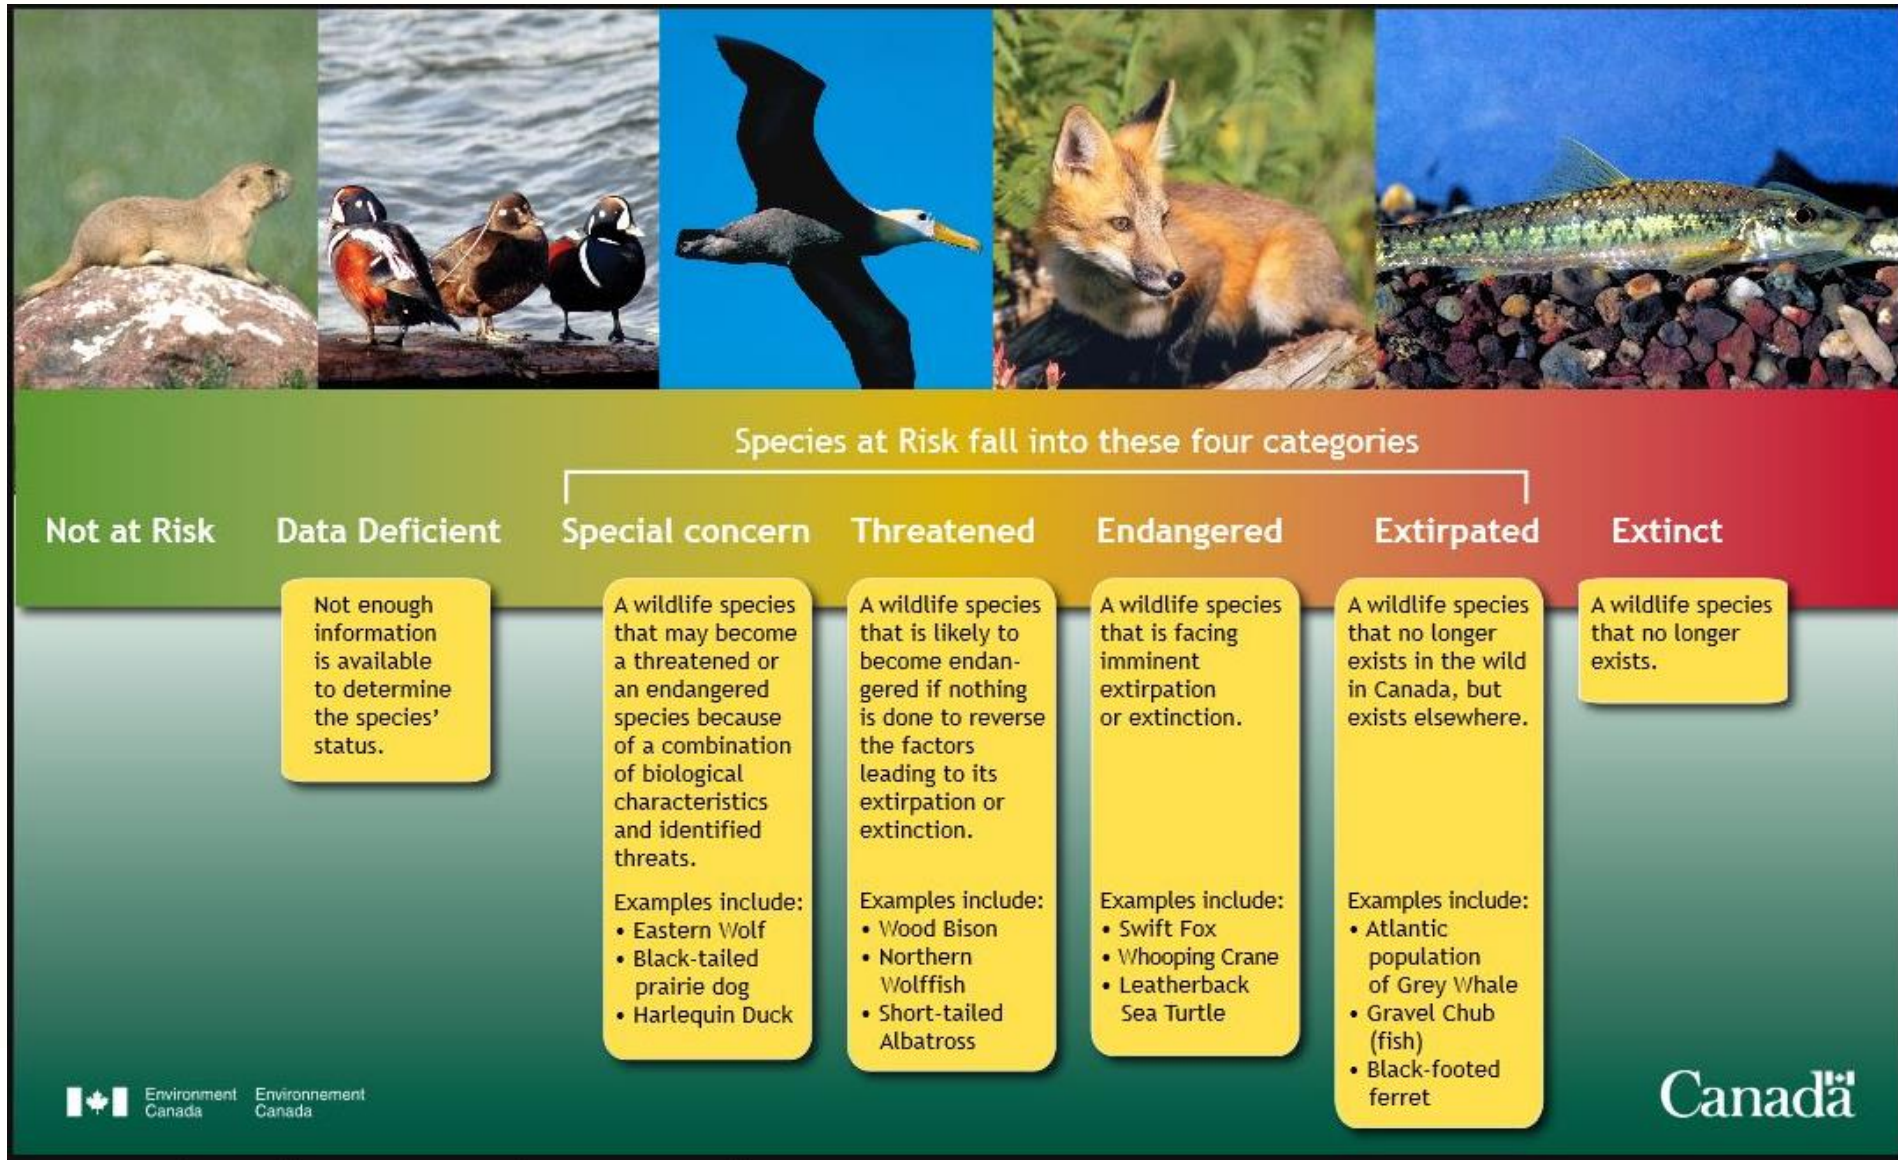 Species at Risk fall into these four categories
Not at Risk
Data Deficient
Special concern
Threatened
Endangered
Extirpated
Extinct
Not enough
information
is available
to determine
the species’
status.
A wildlife species
that may become
a threatened or
an endangered
species because
of a combination
of biological
characteristics
and identified
threats.
Examples include:
• Eastern Wolf
• Black-tailed
prairie dog
• Harlequin Duck
A wildlife species
that is likely to
become endan-
gered if nothing
is done to reverse
the factors
leading to its
extirpation or
extinction.
Examples include:
• Wood Bison
• Northern
Wolffish
• Short-tailed
Albatross
A wildlife species
that is facing
imminent
extirpation
or extinction.
Examples include:
• Swift Fox
• Whooping Crane
• Leatherback
Sea Turtle
A wildlife species
that no longer
exists in the wild
in Canada, but
exists elsewhere.
Examples include:
• Atlantic
population
of Grey Whale
• Gravel Chub
(fish)
• Black-footed
ferret
A wildlife species
that no longer
exists.
Environment
Canada
Environnement
Canada
Canada